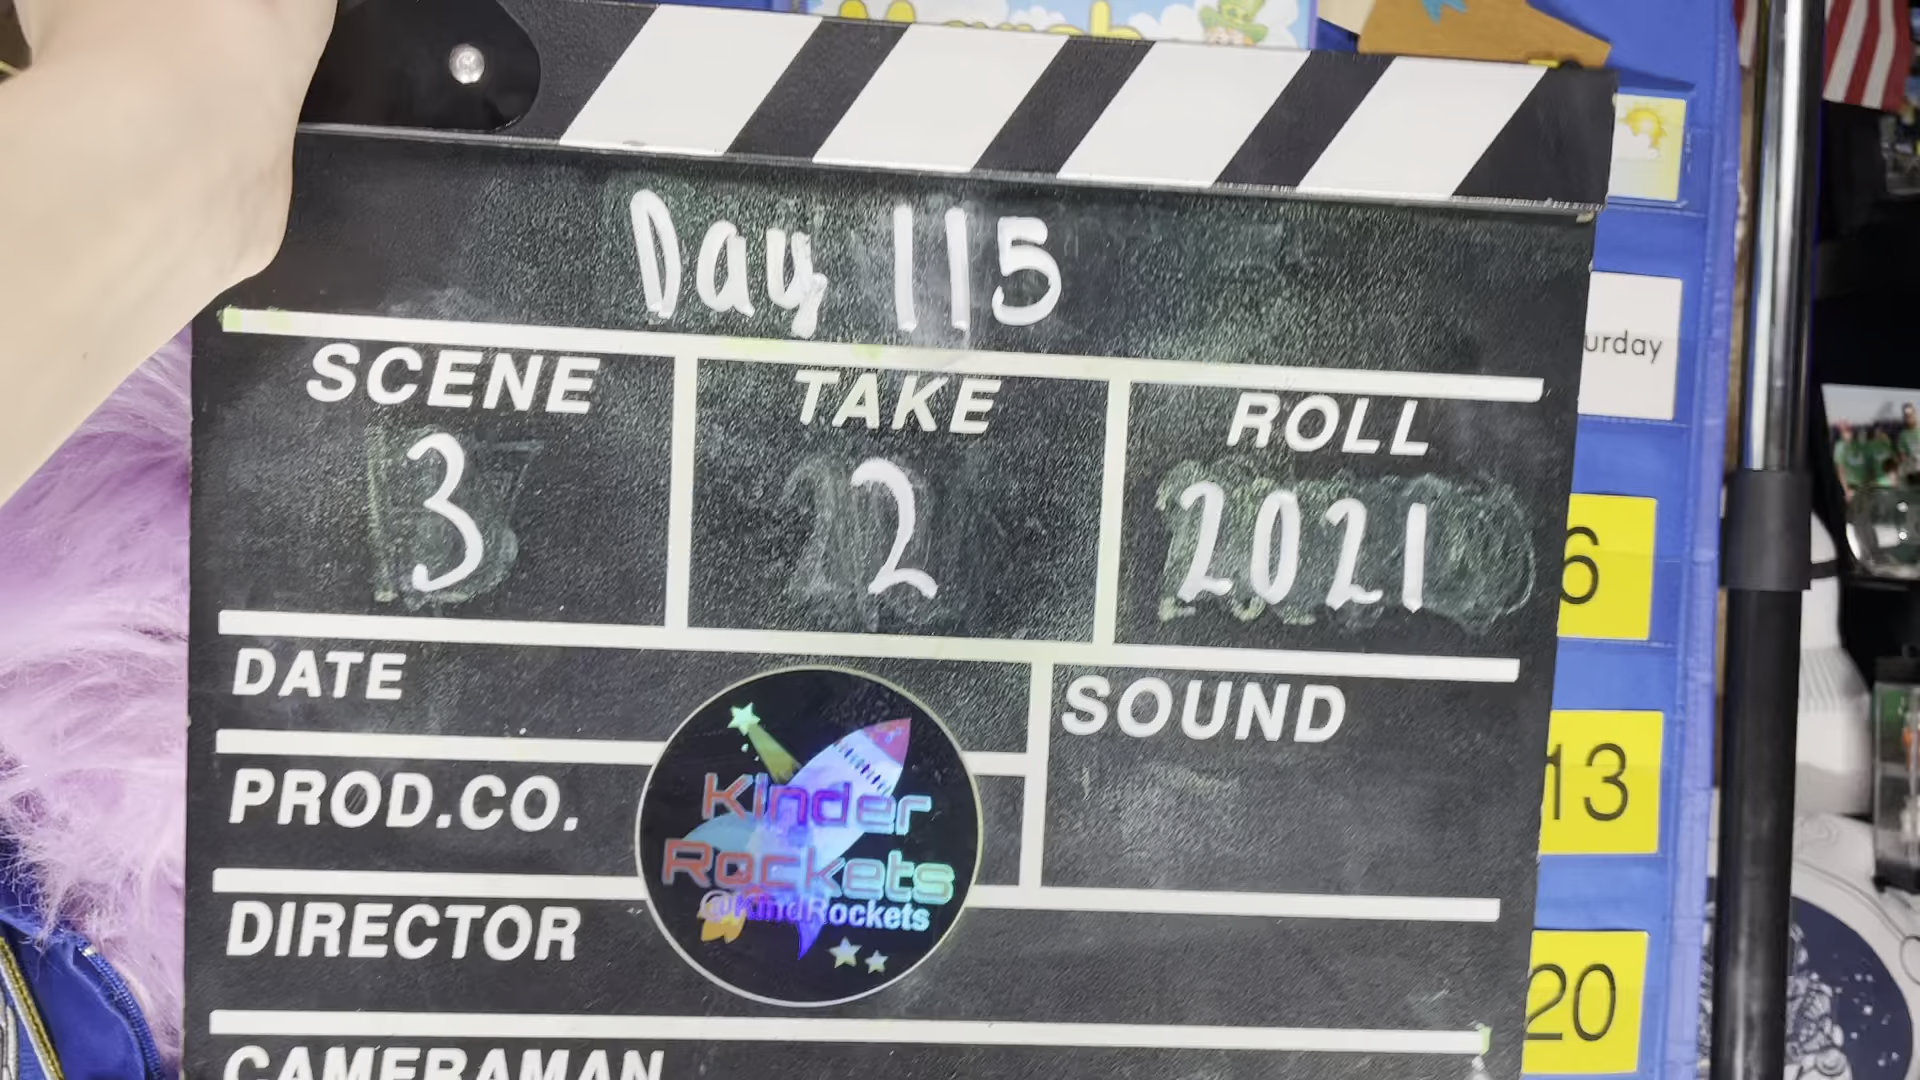 March
Day 115
SCENE
TAKE
ROLL
3
2
2021
DATE
SOUND
PROD.CO.
DIRECTOR
CAMERAMAN
Kinder
Rockets
@KindRockets
urday
6
13
20